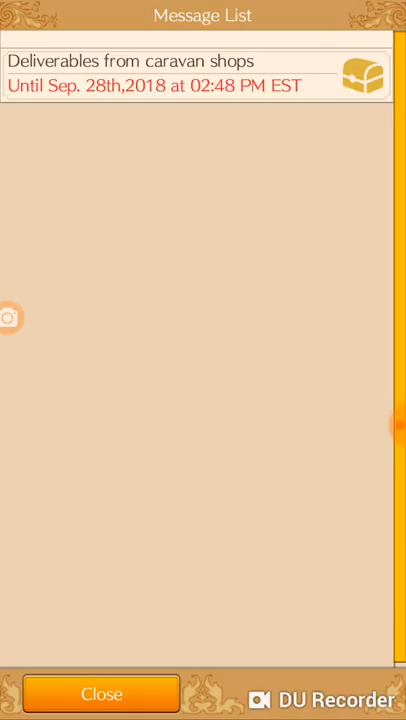 Message List
Deliverables from caravan shops
Until Sep. 28th,2018 at 02:48 PM EST
Close
DU Recorder